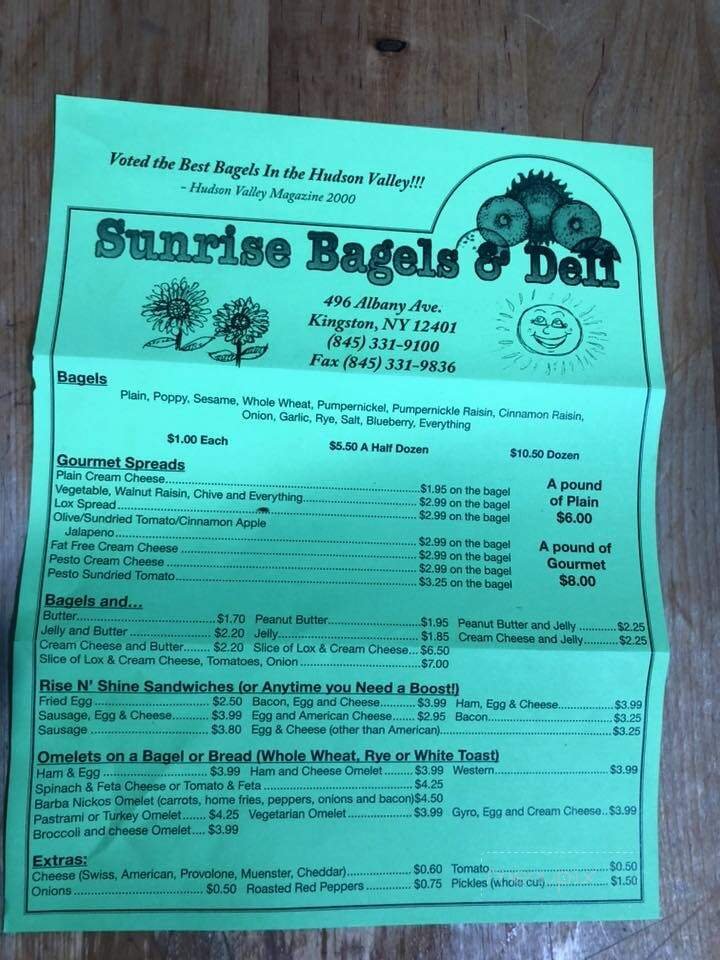 Voted the Best Bagels In the Hudson Valley!!!
- Hudson Valley Magazine 2000
Sunrise Bagels & Deli
496 Albany Ave.
Kingston, NY 12401
(845) 331-9100
Fax (845) 331-9836
Bagels
Plain, Poppy, Sesame, Whole Wheat, Pumpernickel, Pumpernickle Raisin, Cinnamon Raisin,
Onion, Garlic, Rye, Salt, Blueberry, Everything
$1.00 Each $5.50 A Half Dozen $10.50 Dozen
Gourmet Spreads
Plain Cream Cheese...$1.95 on the bagel
Vegetable, Walnut Raisin, Chive and Everything...$2.99 on the bagel
Lox Spread...$2.99 on the bagel
Olive/Sundried Tomato/Cinnamon Apple
Jalapeno...$2.99 on the bagel
Fat Free Cream Cheese...$2.99 on the bagel
Pesto Cream Cheese...$2.99 on the bagel
Pesto Sundried Tomato...$3.25 on the bagel
A pound
of Plain
$6.00
A pound of
Gourmet
$8.00
Bagels and...
Butter...$1.70 Peanut Butter...$1.95 Peanut Butter and Jelly...$2.25
Jelly and Butter...$2.20 Jelly...$1.85 Cream Cheese and Jelly...$2.25
Cream Cheese and Butter...$2.20 Slice of Lox & Cream Cheese...$6.50
Slice of Lox & Cream Cheese, Tomatoes, Onion...$7.00
Rise N' Shine Sandwiches (or Anytime you Need a Boost!)
Fried Egg...$2.50 Bacon, Egg and Cheese...$3.99 Ham, Egg & Cheese...$3.99
Sausage, Egg & Cheese...$3.99 Egg and American Cheese...$2.95 Bacon...$3.25
Sausage...$3.80 Egg & Cheese (other than American)...$3.25
Omelets on a Bagel or Bread (Whole Wheat, Rye or White Toast)
Ham & Egg...$3.99 Ham and Cheese Omelet...$3.99 Western...$3.99
Spinach & Feta Cheese or Tomato & Feta...$4.25
Barba Nickos Omelet (carrots, home fries, peppers, onions and bacon)$4.50
Pastrami or Turkey Omelet...$4.25 Vegetarian Omelet...$3.99 Gyro, Egg and Cream Cheese..$3.99
Broccoli and cheese Omelet...$3.99
Extras:
Cheese (Swiss, American, Provolone, Muenster, Cheddar)...$0.60 Tomato...$0.50
Onions...$0.50 Roasted Red Peppers...$0.75 Pickles (whole cut)...$1.50